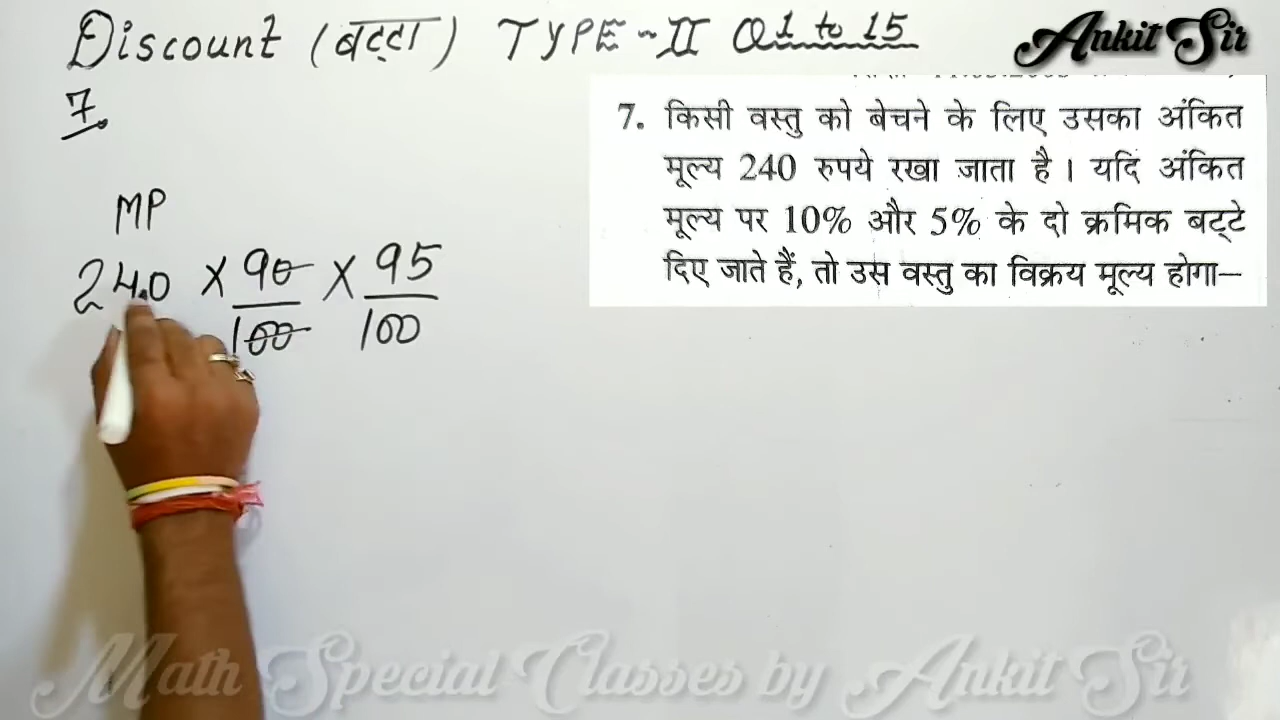 Discount (बट्टा) TYPE-II Q 1 to 15
Ankit Sir
7.
7. किसी वस्तु को बेचने के लिए उसका अंकित
मूल्य 240 रुपये रखा जाता है। यदि अंकित
मूल्य पर 10% और 5% के दो क्रमिक बट्टे
दिए जाते हैं, तो उस वस्तु का विक्रय मूल्य होगा–
MP
240 × 90/100 × 95/100
Math Special Classes by Ankit Sir